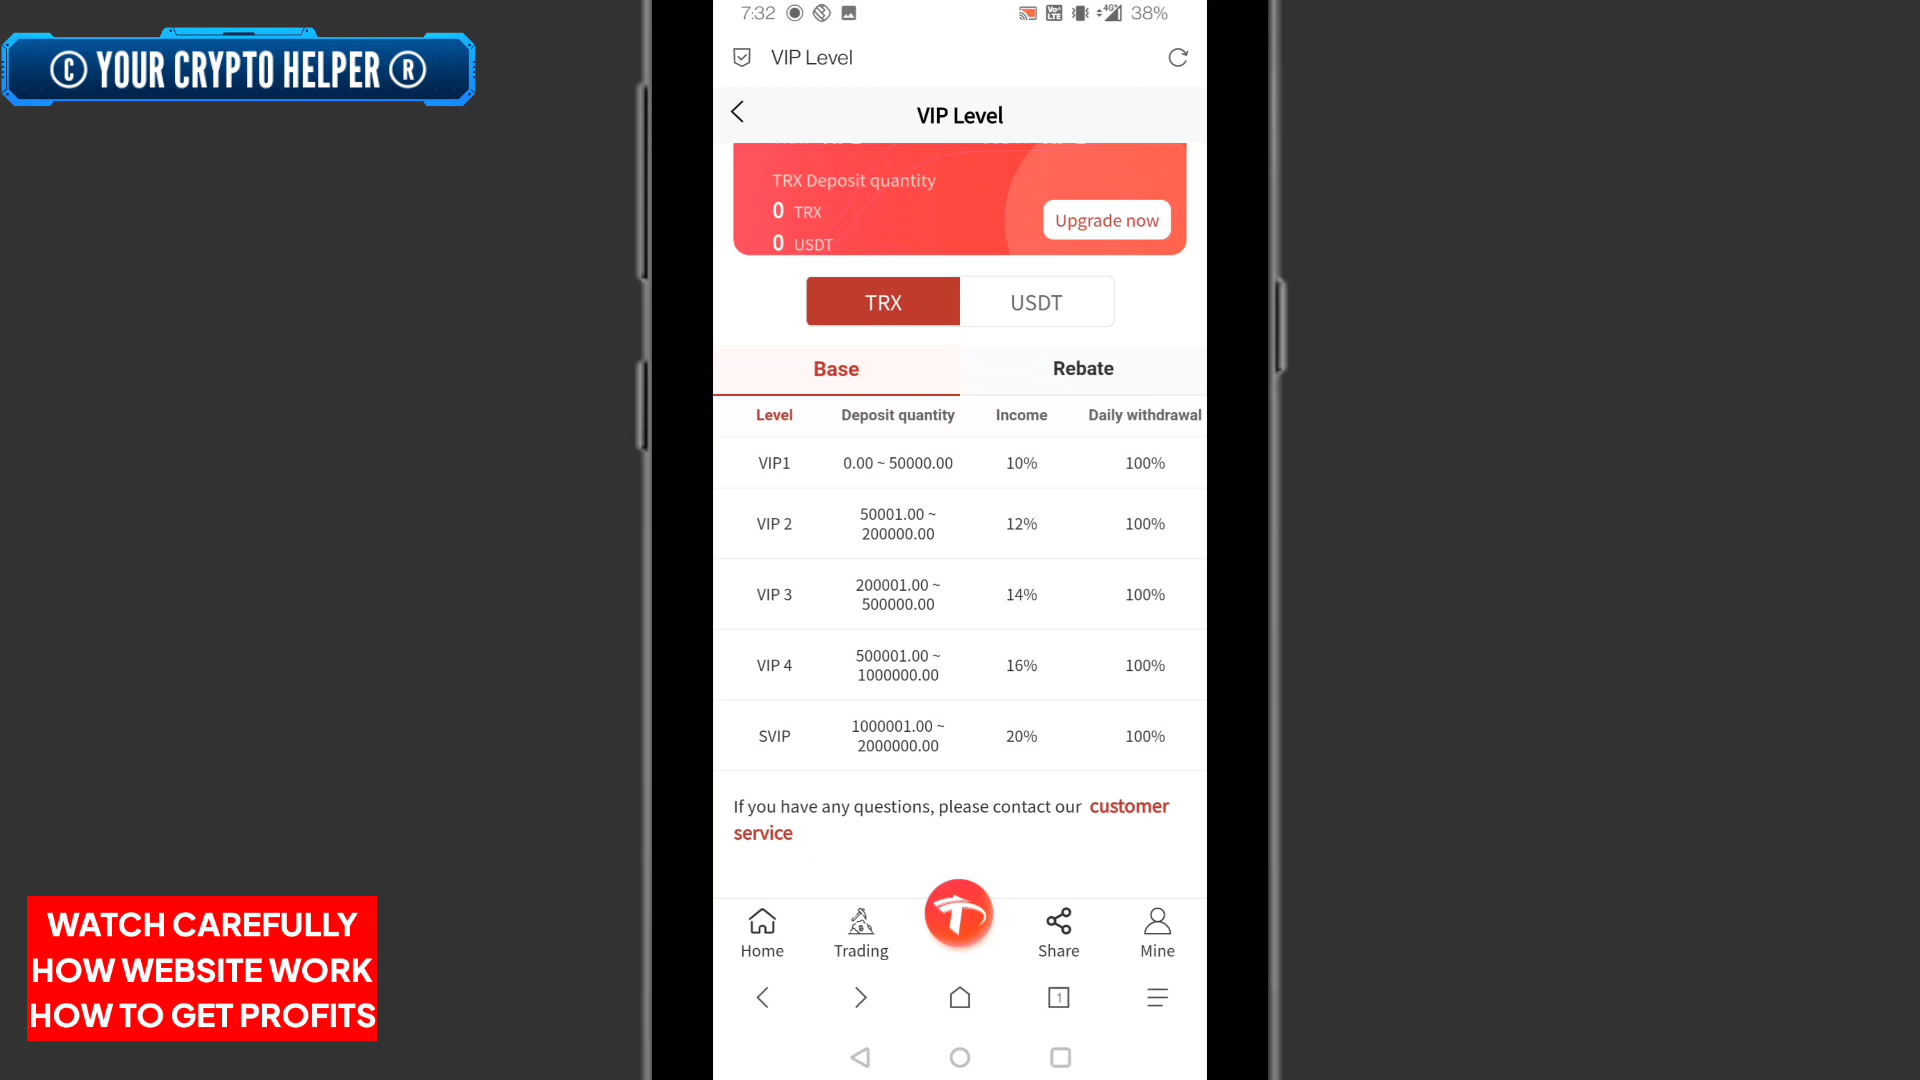 © YOUR CRYPTO HELPER ®
7:32
4G
38%
VIP Level
VIP Level
TRX Deposit quantity
0 TRX
0 USDT
Upgrade now
TRX USDT
Base Rebate
Level Deposit quantity Income Daily withdrawal
VIP1 0.00 ~ 50000.00 10% 100%
50001.00 ~
VIP 2 12% 100%
200000.00
200001.00 ~
VIP 3 14% 100%
500000.00
500001.00 ~
VIP 4 16% 100%
1000000.00
1000001.00 ~
SVIP 20% 100%
2000000.00
If you have any questions, please contact our customer
service
Home Trading Share Mine
1
WATCH CAREFULLY
HOW WEBSITE WORK
HOW TO GET PROFITS